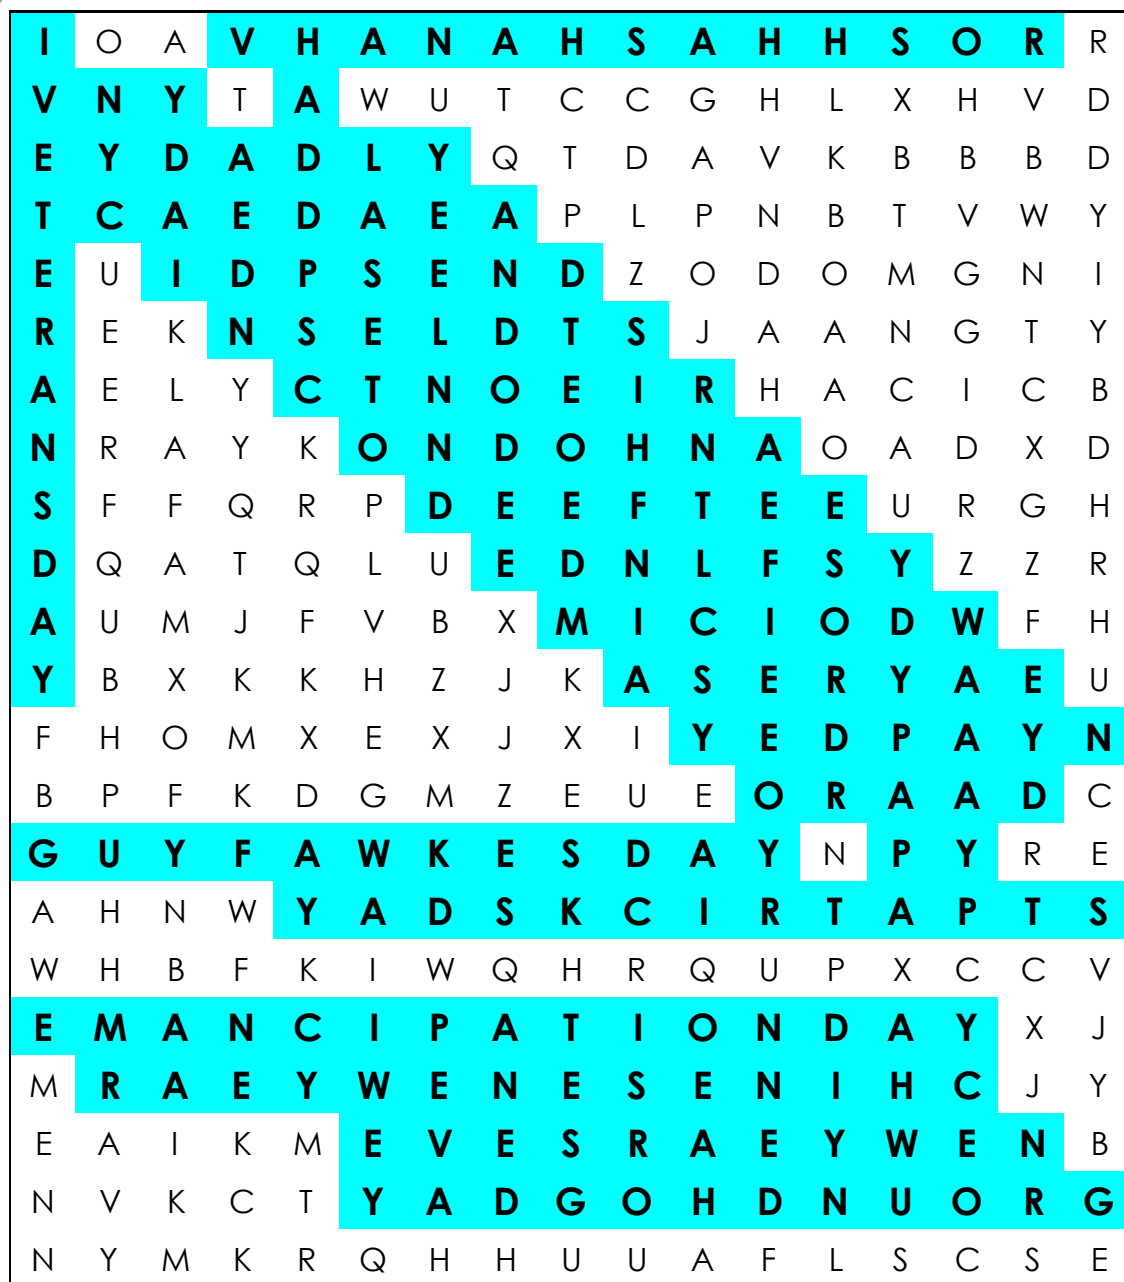 I O A V H A N A H S A H H S O R R
V N Y T A W U T C C G H L X H V D
E Y D A D L Y Q T D A V K B B B D
T C A E D A E A P L P N B T V W Y
E U I D P S E N D Z O D O M G N I
R E K N S E L D T S J A A N G T Y
A E L Y C T N O E I R H A C I C B
N R A Y K O N D O H N A O A D X D
S F F Q R P D E E F T E E U R G H
D Q A T Q L U E D N L F S Y Z Z R
A U M J F V B X M I C I O D W F H
Y B X K K H Z J K A S E R Y A E U
F H O M X E X J X I Y E D P A Y N
B P F K D G M Z E U E O R A A D C
G U Y F A W K E S D A Y N P Y R E
A H N W Y A D S K C I R T A P T S
W H B F K I W Q H R Q U P X C C V
E M A N C I P A T I O N D A Y X J
M R A E Y W E N E S E N I H C J Y
E A I K M E V E S R A E Y W E N B
N V K C T Y A D G O H D N U O R G
N Y M K R Q H H U U A F L S C S E